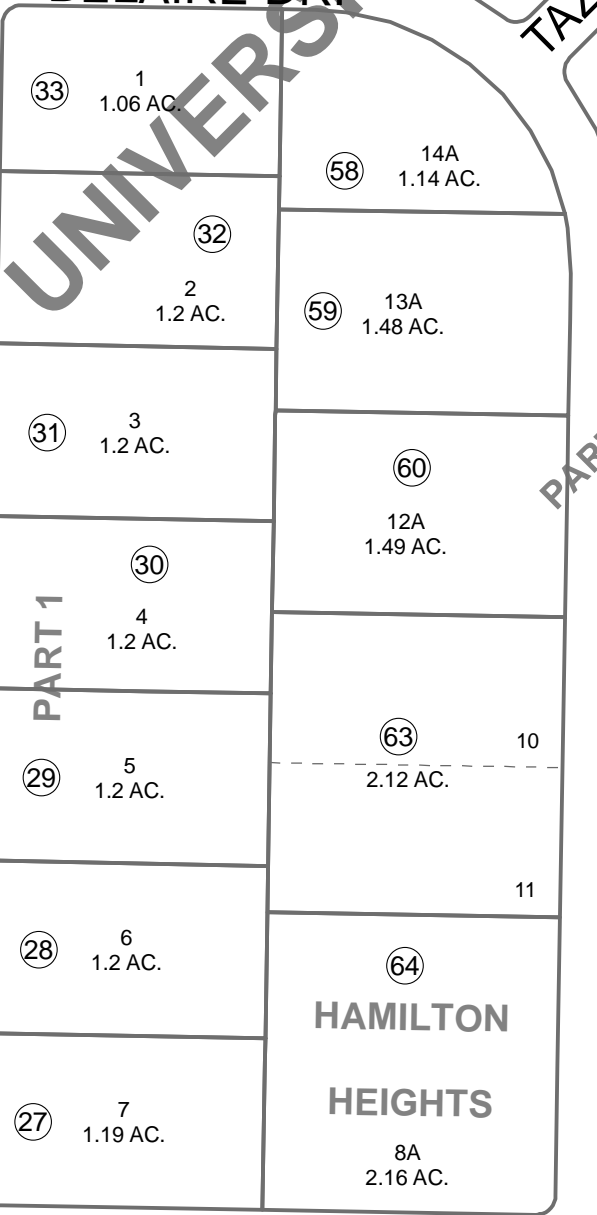 33
1
1.06 AC.
58
14A
1.14 AC.
32
2
1.2 AC.
59
13A
1.48 AC.
31
3
1.2 AC.
60
12A
1.49 AC.
30
4
1.2 AC.
PART 1
63
10
2.12 AC.
11
29
5
1.2 AC.
28
6
1.2 AC.
64
HAMILTON
HEIGHTS
8A
2.16 AC.
27
7
1.19 AC.